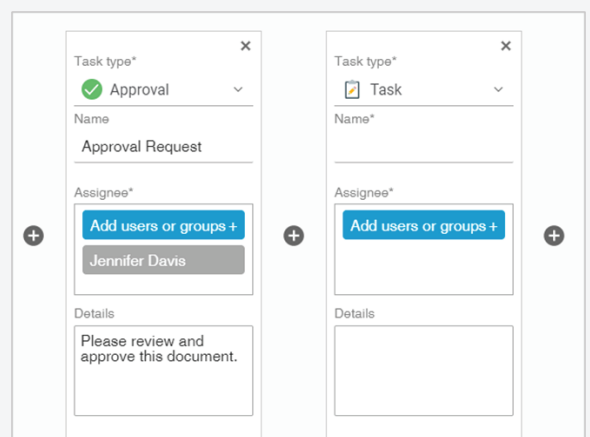 Task type*
Approval
Name
Approval Request
Assignee*
Add users or groups +
Jennifer Davis
Details
Please review and
approve this document.
Task type*
Task
Name*
Assignee*
Add users or groups +
Details